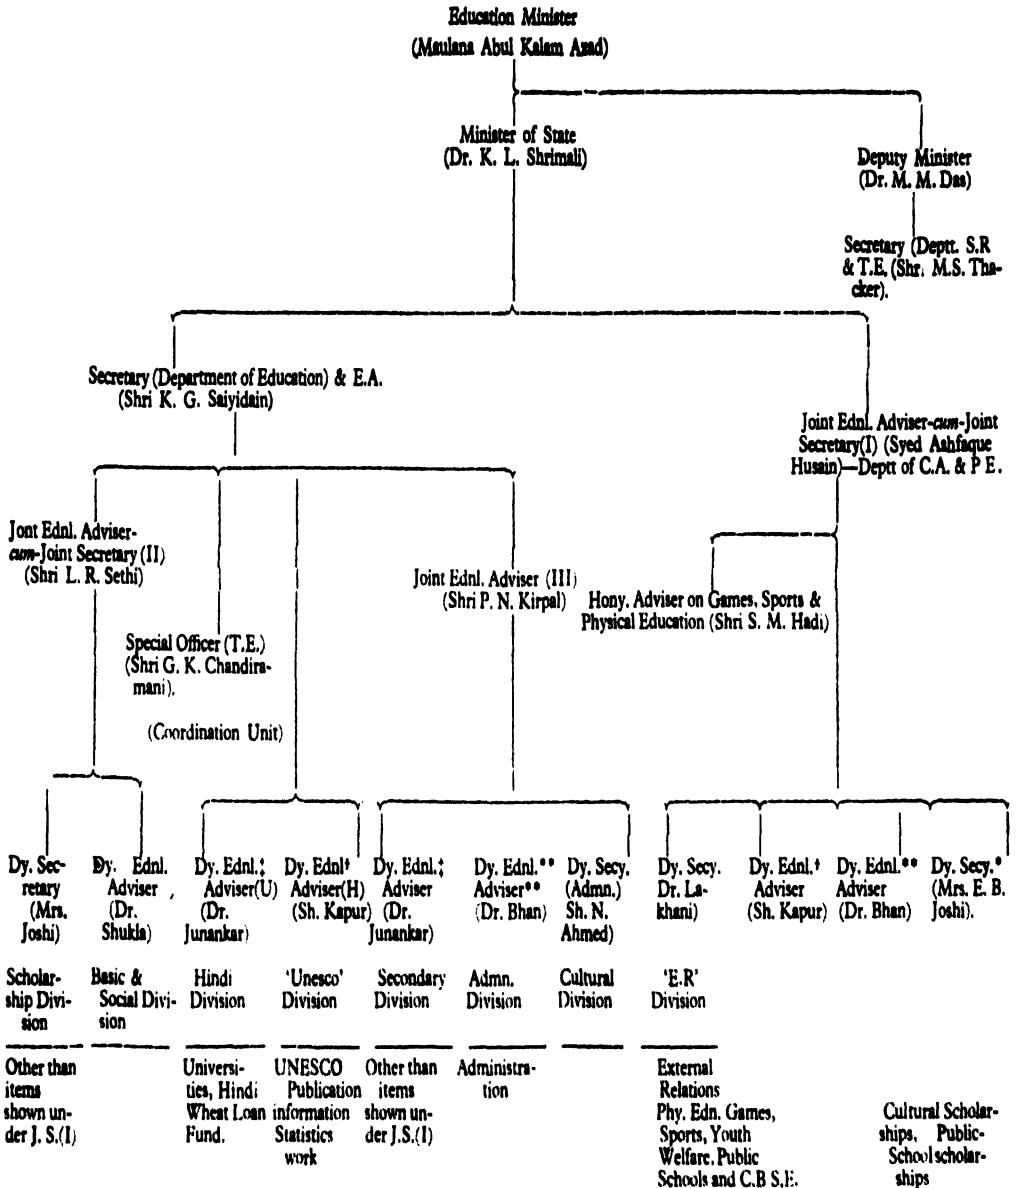 Education Minister
(Maulana Abul Kalam Azad)
Minister of State
(Dr. K. L. Shrimali)
Deputy Minister
(Dr. M. M. Das)
Secretary (Deptt. S.R
& T.E, (Shr. M.S. Tha-
cker).
Secretary (Department of Education) & E.A.
(Shri K. G. Saiyidain)
Joint Ednl. Adviser-cum-Joint
Secretary(I) (Syed Ashfaque
Husain)—Deptt of C.A. & P E.
Jont Ednl. Adviser-
cum-Joint Secretary (II)
(Shri L. R. Sethi)
Joint Ednl. Adviser (III)
(Shri P. N. Kirpal)
Hony. Adviser on Games, Sports &
Physical Education (Shri S. M. Hadi)
Special Officer (T.E.)
(Shri G. K. Chandira-
mani).
(Coordination Unit)
Dy. Sec-
retary
(Mrs.
Joshi)
Dy. Ednl.
Adviser
(Dr.
Shukla)
Dy. Ednl.‡
Adviser(U)
(Dr.
Junankar)
Dy. Ednl†
Adviser(H)
(Sh. Kapur)
Dy. Ednl.‡
Adviser
(Dr.
Junankar)
Dy. Ednl.**
Adviser**
(Dr. Bhan)
Dy. Secy.
(Admn.)
Sh. N.
Ahmed)
Dy. Secy.
Dr. La-
khani)
Dy. Ednl.†
Adviser
(Sh. Kapur)
Dy. Ednl.**
Adviser
(Dr. Bhan)
Dy. Secy.*
(Mrs. E. B.
Joshi).
Scholar-
ship Divi-
sion
Basic &
Social Divi-
sion
Hindi
Division
'Unesco'
Division
Secondary
Division
Admn.
Division
Cultural
Division
'E.R'
Division
Other than
items
shown un-
der J. S.(I)
Universi-
ties, Hindi
Wheat Loan
Fund.
UNESCO
Publication
information
Statistics
work
Other than
items
shown un-
der J.S.(I)
Administra-
tion
External
Relations
Phy. Edn. Games,
Sports, Youth
Welfare. Public
Schools and C.B S.E.
Cultural Scholar-
ships, Public-
School scholar-
ships